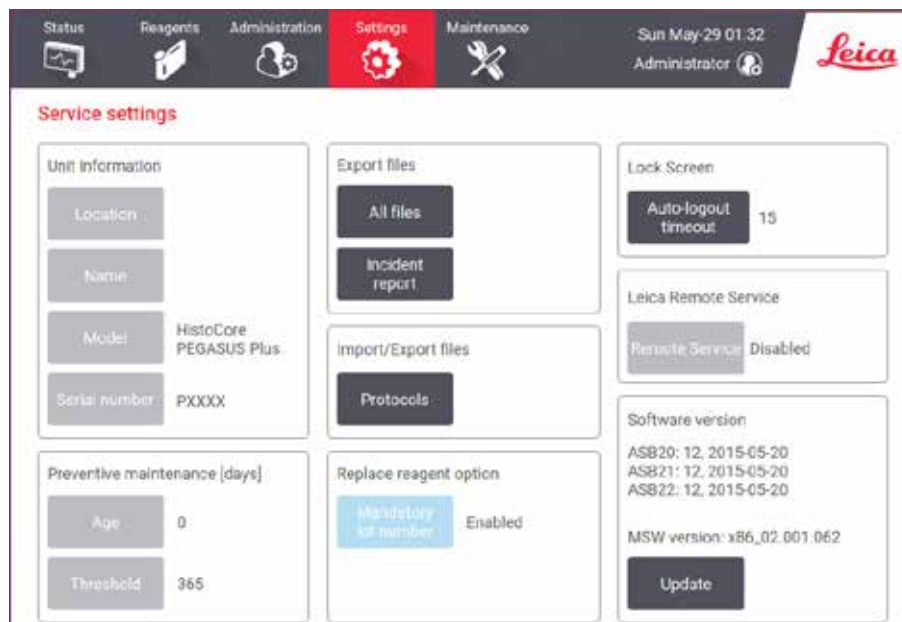 Status
Reagents
Administration
Settings
Maintenance
Sun May-29 01:32
Administrator
Leica
Service settings
Unit Information
Location
Name
Model
HistoCore
PEGASUS Plus
Serial number
PXXXX
Preventive maintenance [days]
Age
0
Threshold
365
Export files
All files
Incident
report
Import/Export files
Protocols
Replace reagent option
Mandatory
lot number
Enabled
Lock Screen
Auto-logout
timeout
15
Leica Remote Service
Remote Service
Disabled
Software version
ASB20: 12, 2015-05-20
ASB21: 12, 2015-05-20
ASB22: 12, 2015-05-20
MSW version: x86_02.001.062
Update